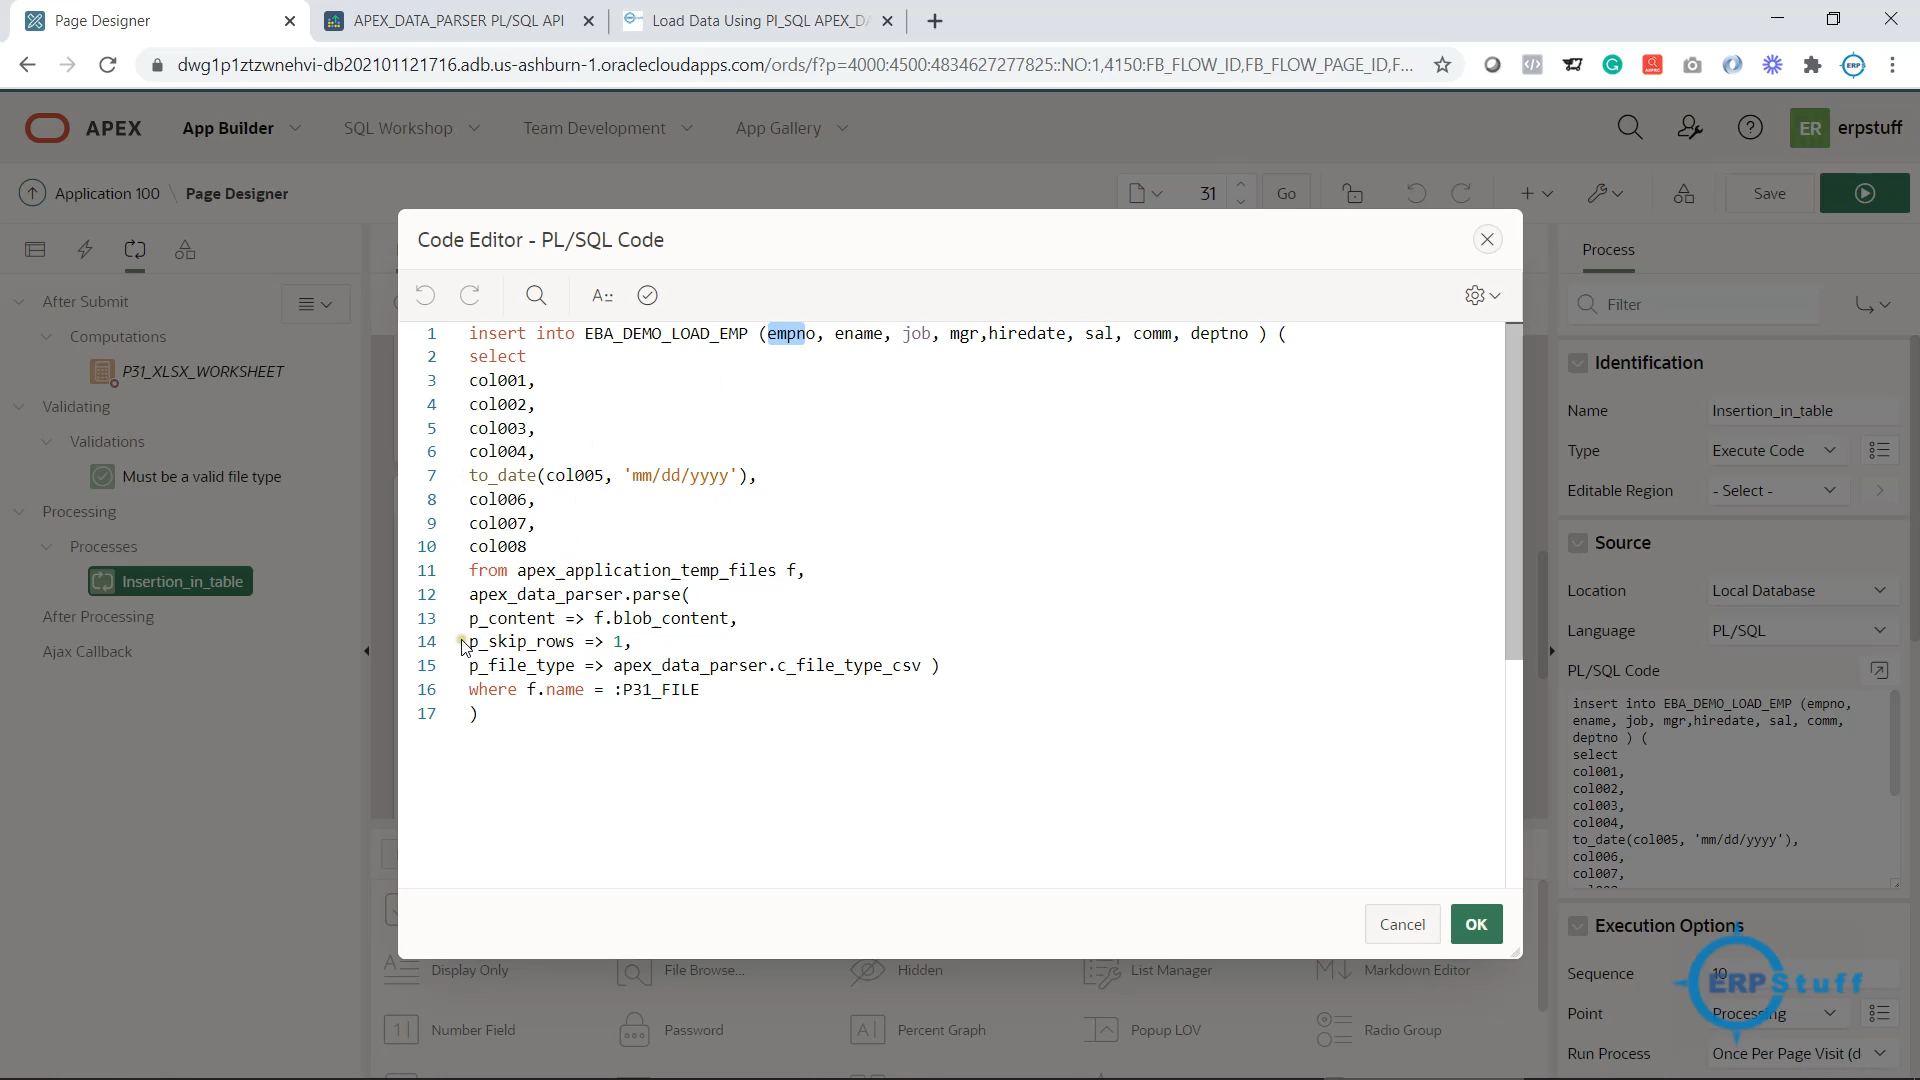 Page Designer
APEX_DATA_PARSER PL/SQL API
Load Data Using Pl_SQL APEX_DA
dwg1p1ztzwnehvi-db202101121716.adb.us-ashburn-1.oraclecloudapps.com/ords/f?p=4000:4500:4834627277825::NO:1,4150:FB_FLOW_ID,FB_FLOW_PAGE_ID,F...
APEX
App Builder
SQL Workshop
Team Development
App Gallery
ER
erpstuff
Application 100 \ Page Designer
31
Go
Save
Code Editor - PL/SQL Code
Process
Filter
After Submit
Computations
P31_XLSX_WORKSHEET
Validating
Validations
Must be a valid file type
Processing
Processes
Insertion_in_table
After Processing
Ajax Callback
1 insert into EBA_DEMO_LOAD_EMP (empno, ename, job, mgr,hiredate, sal, comm, deptno ) (
2 select
3 col001,
4 col002,
5 col003,
6 col004,
7 to_date(col005, 'mm/dd/yyyy'),
8 col006,
9 col007,
10 col008
11 from apex_application_temp_files f,
12 apex_data_parser.parse(
13 p_content => f.blob_content,
14 p_skip_rows => 1,
15 p_file_type => apex_data_parser.c_file_type_csv )
16 where f.name = :P31_FILE
17 )
Cancel
OK
Identification
Name Insertion_in_table
Type Execute Code
Editable Region - Select -
Source
Location Local Database
Language PL/SQL
PL/SQL Code
insert into EBA_DEMO_LOAD_EMP (empno,
ename, job, mgr,hiredate, sal, comm,
deptno ) (
select
col001,
col002,
col003,
col004,
to_date(col005, 'mm/dd/yyyy'),
col006,
col007,
Execution Options
Sequence 10
Point Processing
Run Process Once Per Page Visit (d
ERPStuff
Display Only
File Browse...
Hidden
List Manager
Markdown Editor
Number Field
Password
Percent Graph
Popup LOV
Radio Group